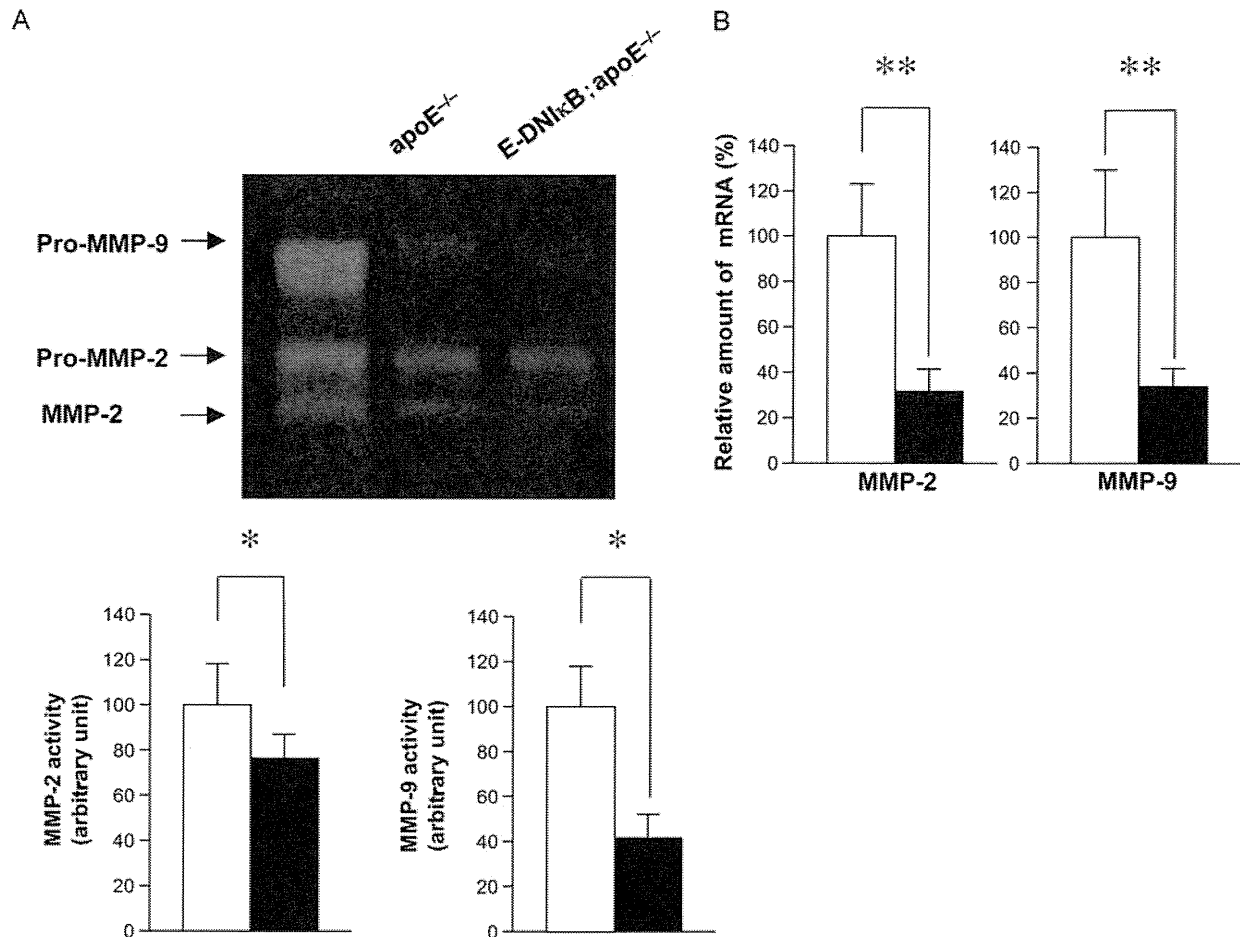 A
apoE–/–
E-DNIκB; apoE–/–
Pro-MMP-9
Pro-MMP-2
MMP-2
*
140
120
100
80
60
40
20
0
MMP-2 activity
(arbitrary unit)
*
140
120
100
80
60
40
20
0
MMP-9 activity
(arbitrary unit)
B
**
**
Relative amount of mRNA (%)
140
120
100
80
60
40
20
0
MMP-2
140
120
100
80
60
40
20
0
MMP-9